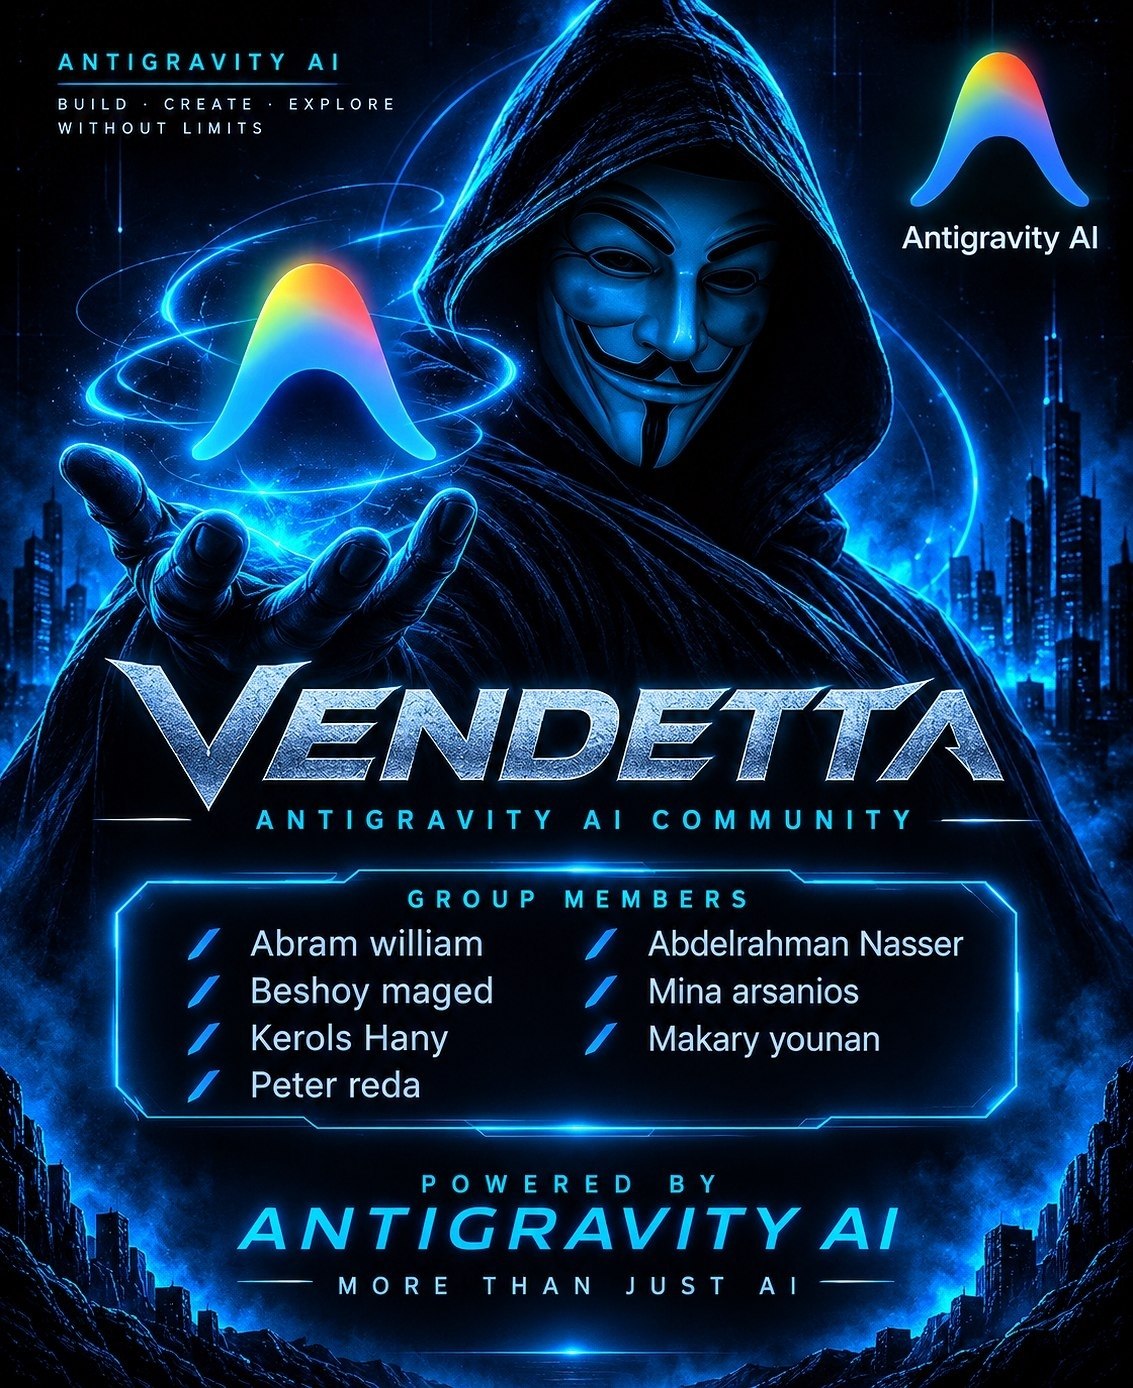 ANTIGRAVITY AI
BUILD · CREATE · EXPLORE
WITHOUT LIMITS
Antigravity AI
VENDETTA
ANTIGRAVITY AI COMMUNITY
GROUP MEMBERS
Abram william
Beshoy maged
Kerols Hany
Peter reda
Abdelrahman Nasser
Mina arsanios
Makary younan
POWERED BY
ANTIGRAVITY AI
MORE THAN JUST AI